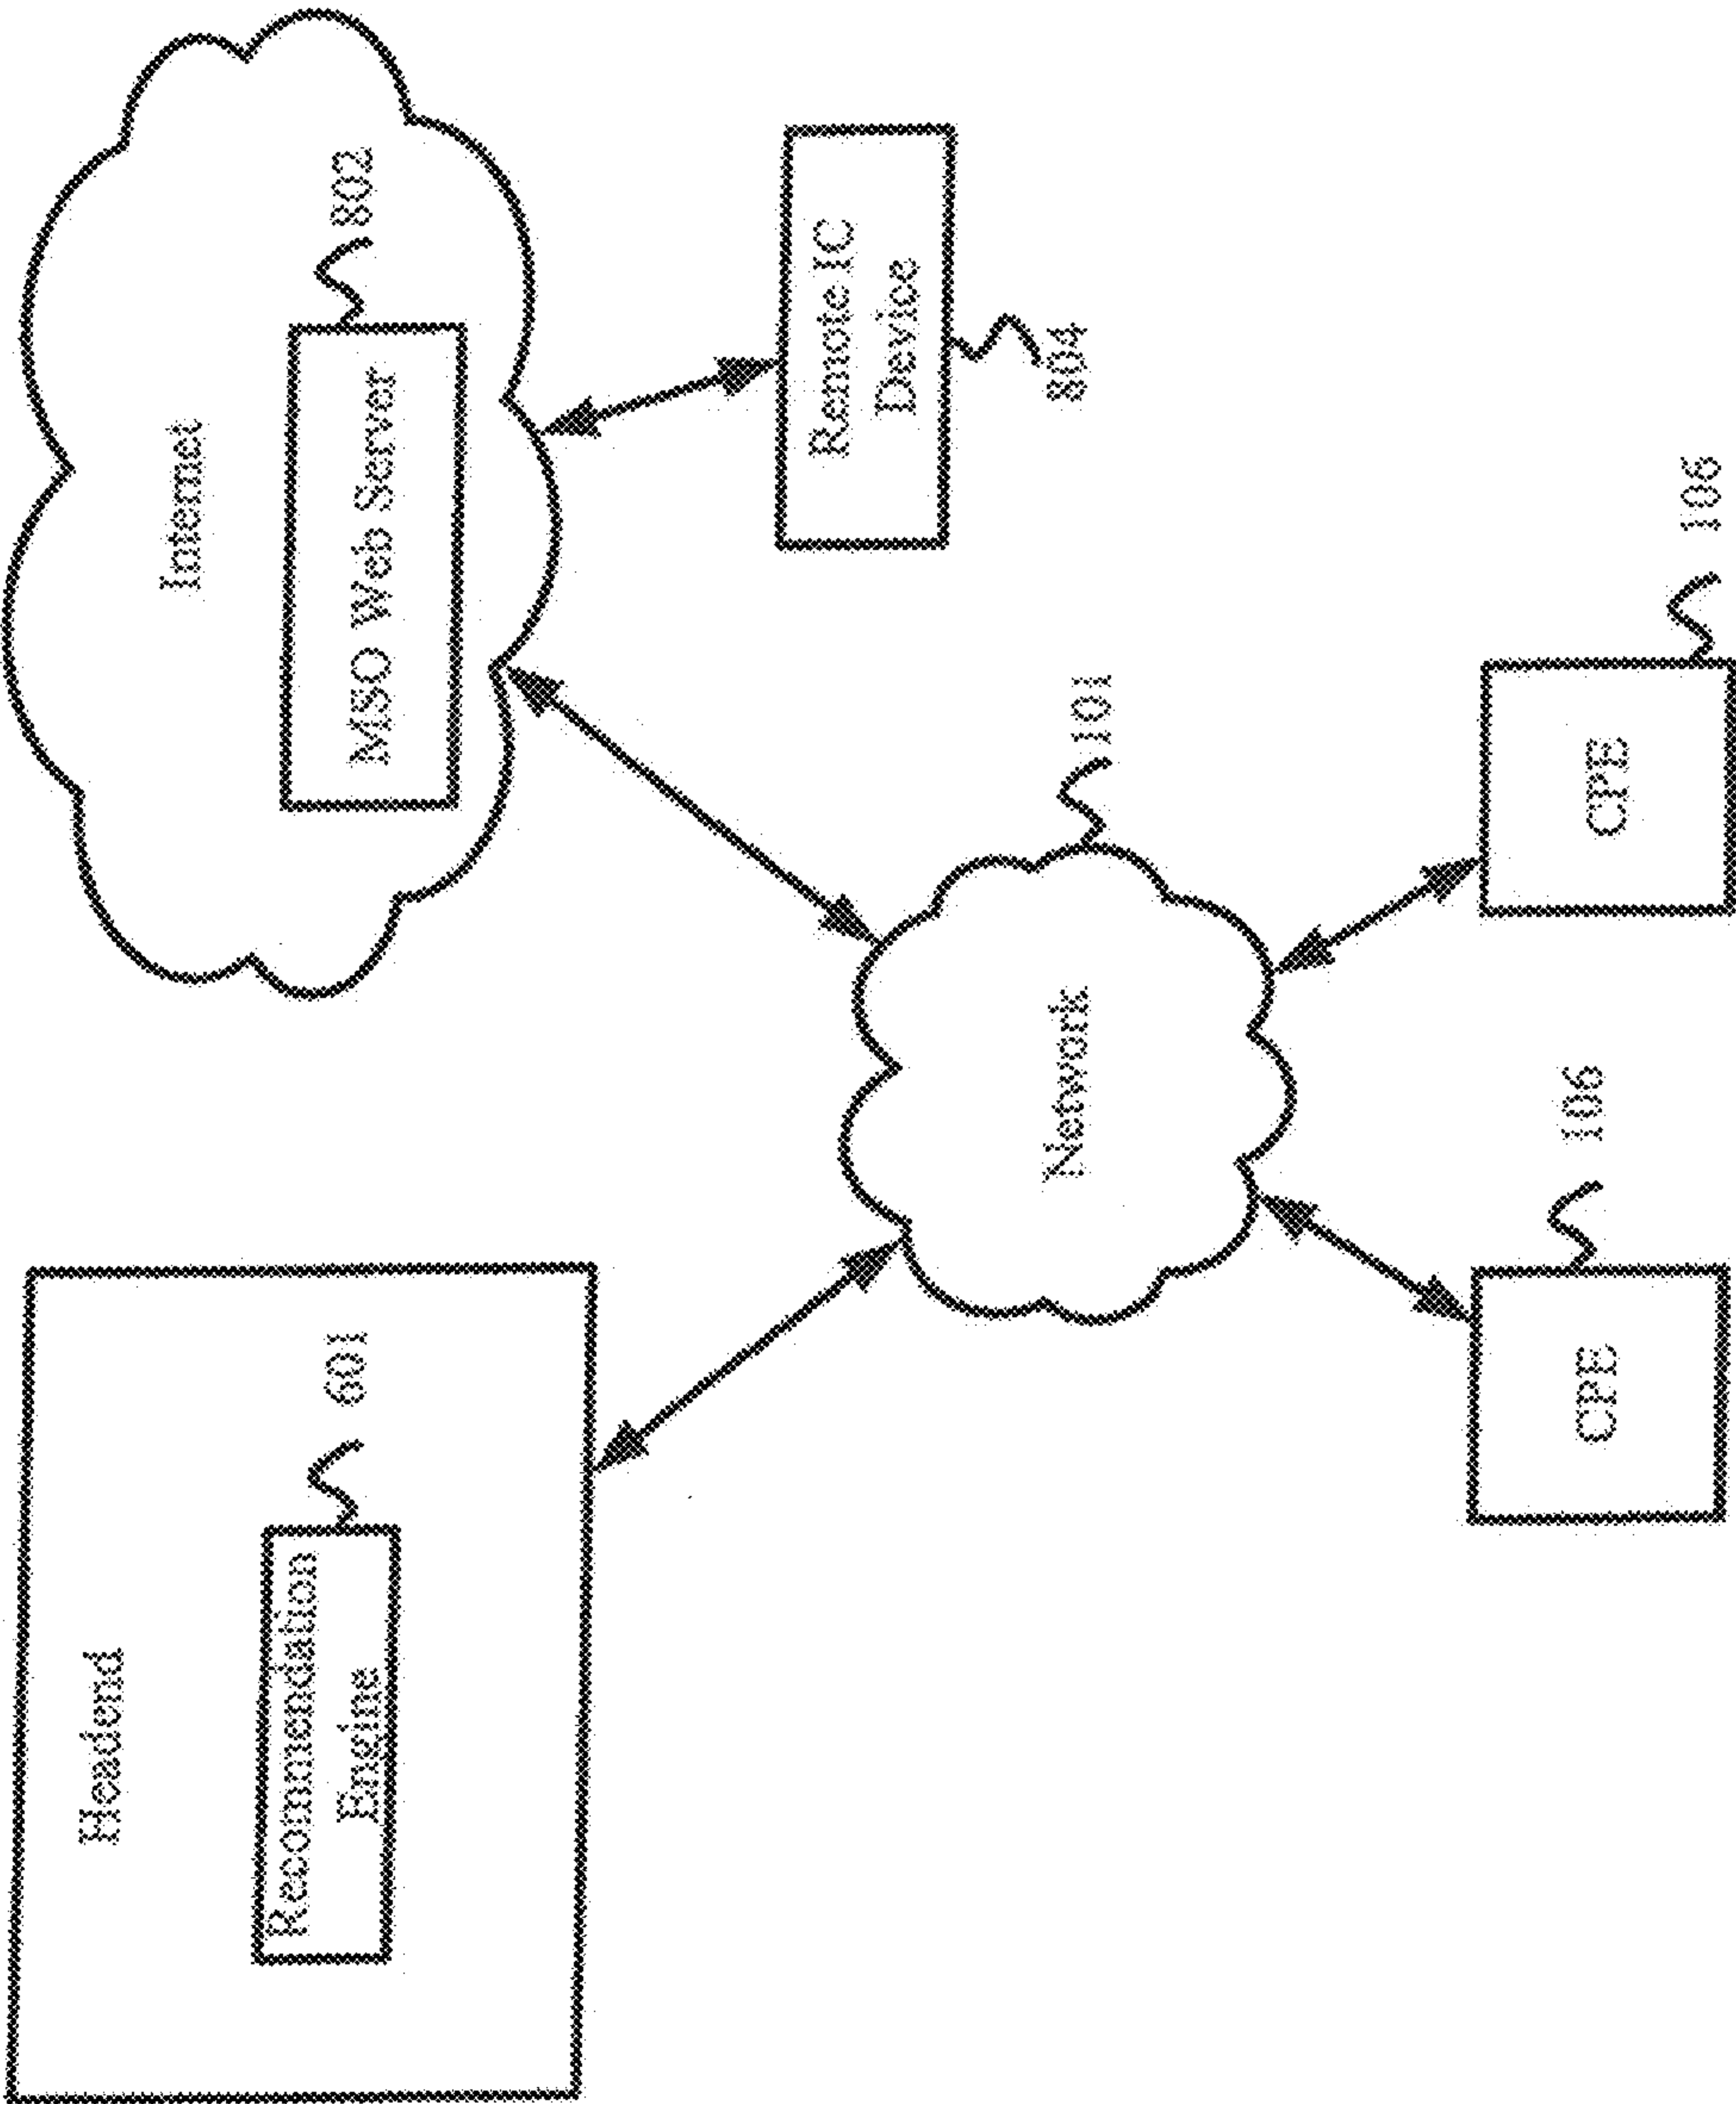 Headend
Recommendation
Engine
601
Internet
MSO Web Server
802
Remote IC
Device
804
Network
101
CPE
106
CPE
106